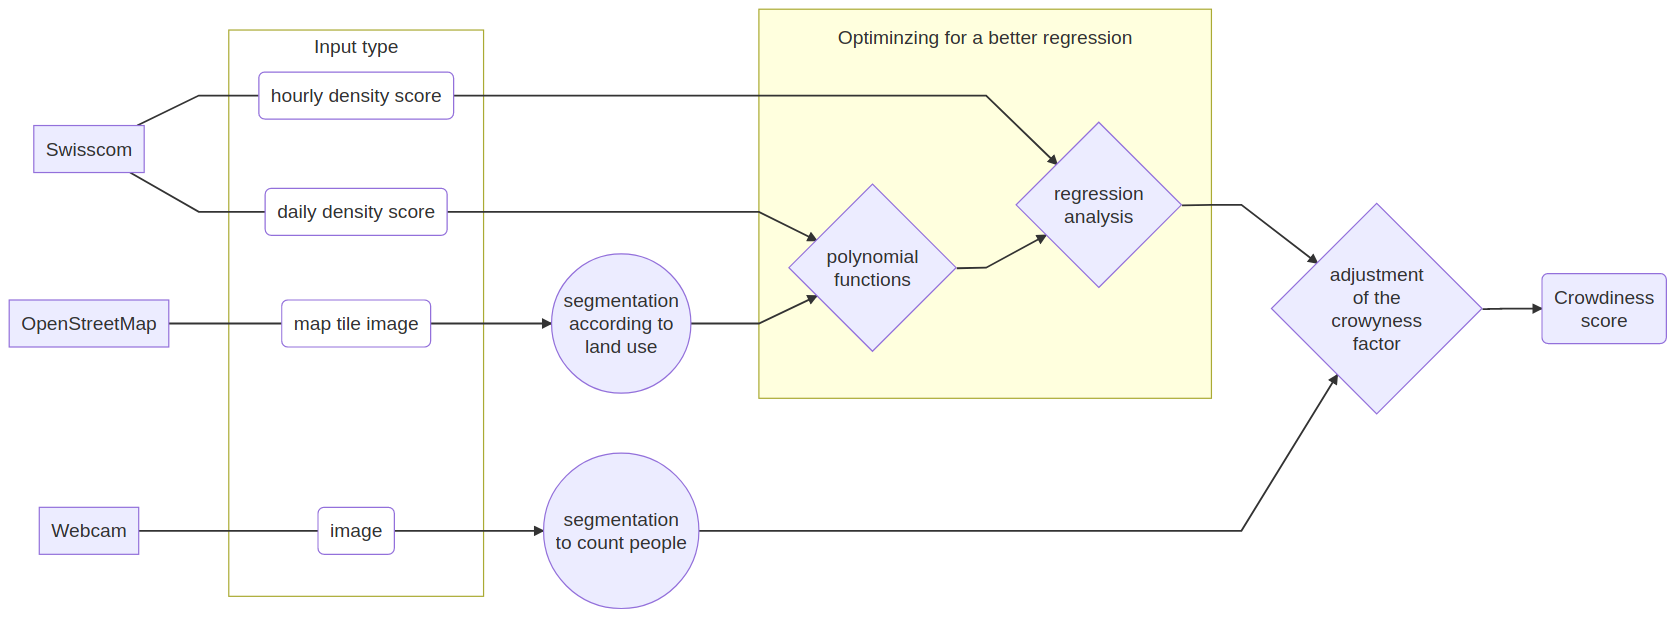 Input type
Optiminzing for a better regression
hourly density score
Swisscom
daily density score
regression
analysis
polynomial
functions
OpenStreetMap
map tile image
segmentation
according to
land use
adjustment
of the
crowyness
factor
Crowdiness
score
Webcam
image
segmentation
to count people